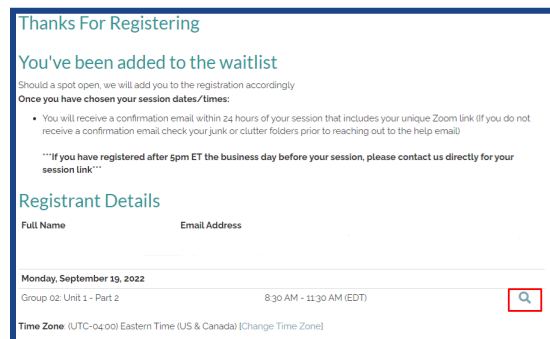 Thanks For Registering
You've been added to the waitlist
Should a spot open, we will add you to the registration accordingly
Once you have chosen your session dates/times:
• You will receive a confirmation email within 24 hours of your session that includes your unique Zoom link (If you do not
receive a confirmation email check your junk or clutter folders prior to reaching out to the help email)
***If you have registered after 5pm ET the business day before your session, please contact us directly for your
session link***
Registrant Details
Full Name Email Address
Monday, September 19, 2022
Group 02: Unit 1 - Part 2 8:30 AM - 11:30 AM (EDT)
Time Zone: (UTC-04:00) Eastern Time (US & Canada) [Change Time Zone]